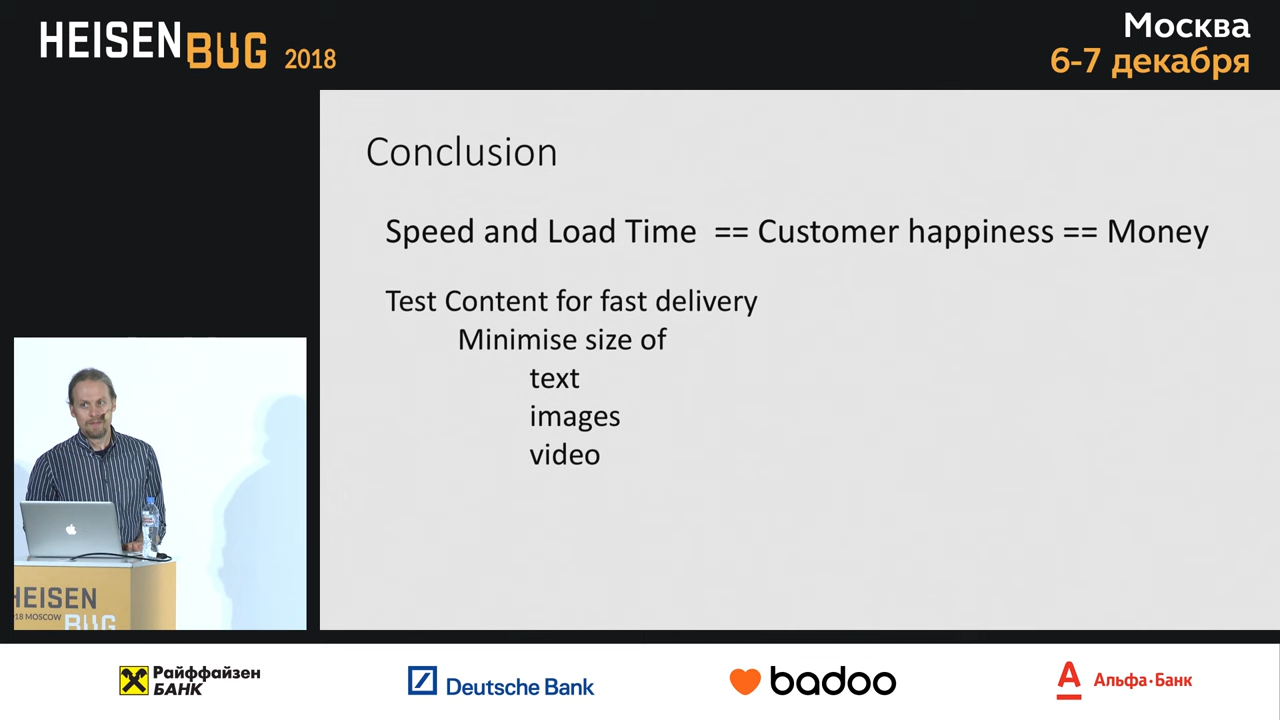 HEISENBUG 2018
Москва
6-7 декабря
Conclusion
Speed and Load Time == Customer happiness == Money
Test Content for fast delivery
Minimise size of
text
images
video
HEISEN
18 MOSCOW BUG
Райффайзен
БАНК
Deutsche Bank
badoo
Альфа·Банк